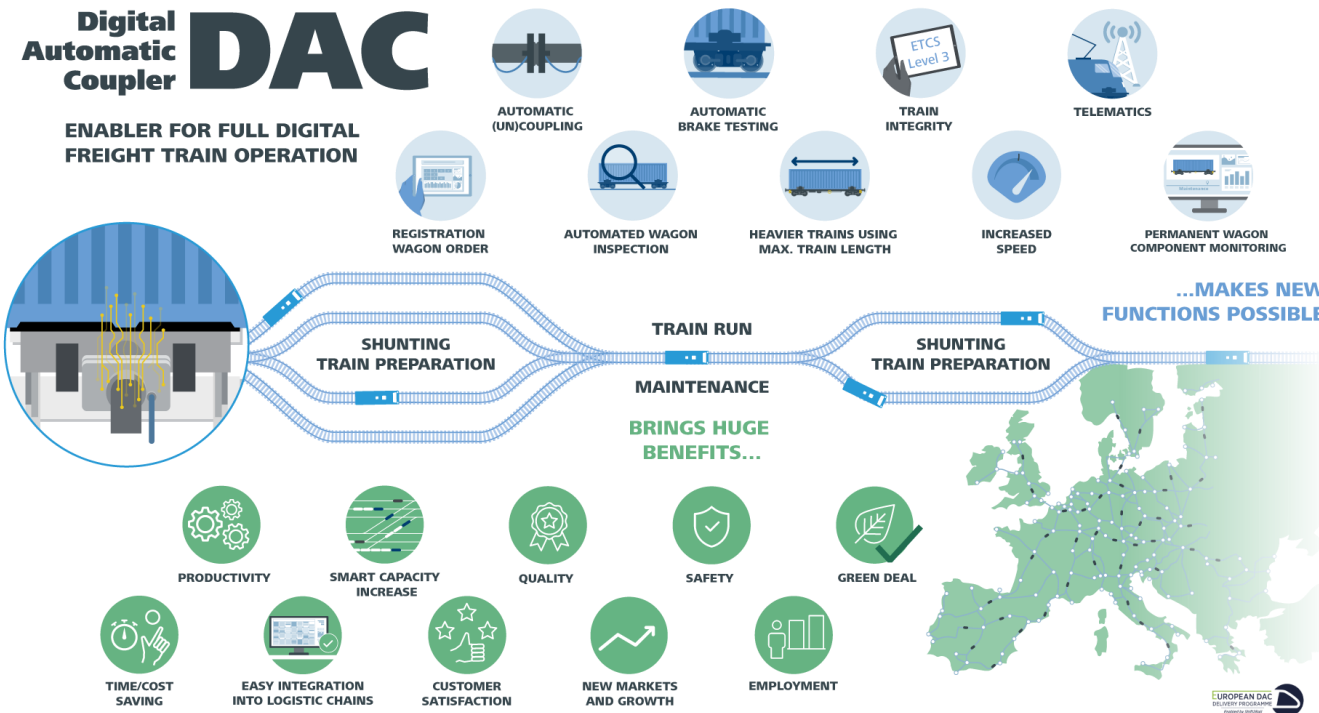 Digital
Automatic
Coupler
DAC
ENABLER FOR FULL DIGITAL
FREIGHT TRAIN OPERATION
AUTOMATIC
(UN)COUPLING
AUTOMATIC
BRAKE TESTING
ETCS
Level 3
TRAIN
INTEGRITY
TELEMATICS
REGISTRATION
WAGON ORDER
AUTOMATED WAGON
INSPECTION
HEAVIER TRAINS USING
MAX. TRAIN LENGTH
INCREASED
SPEED
Maintenance
PERMANENT WAGON
COMPONENT MONITORING
...MAKES NEW
FUNCTIONS POSSIBLE
SHUNTING
TRAIN PREPARATION
TRAIN RUN
MAINTENANCE
SHUNTING
TRAIN PREPARATION
BRINGS HUGE
BENEFITS...
PRODUCTIVITY
SMART CAPACITY
INCREASE
QUALITY
SAFETY
GREEN DEAL
TIME/COST
SAVING
EASY INTEGRATION
INTO LOGISTIC CHAINS
CUSTOMER
SATISFACTION
NEW MARKETS
AND GROWTH
EMPLOYMENT
EUROPEAN DAC
DELIVERY PROGRAMME